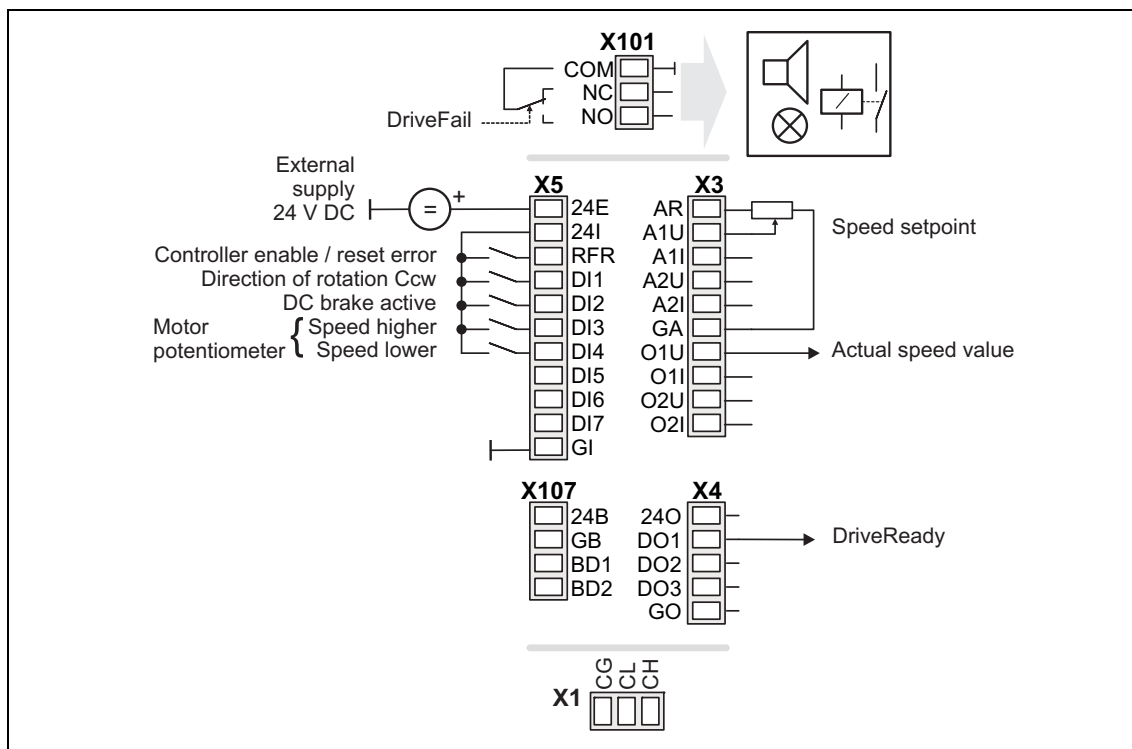 X101
COM
NC
NO
DriveFail
External
supply
24 V DC
=
+
X5
24E
24I
RFR
DI1
DI2
DI3
DI4
DI5
DI6
DI7
GI
Controller enable / reset error
Direction of rotation Ccw
DC brake active
Motor
potentiometer
{
Speed higher
Speed lower
X3
AR
A1U
A1I
A2U
A2I
GA
O1U
O1I
O2U
O2I
Speed setpoint
Actual speed value
X107
24B
GB
BD1
BD2
X4
24O
DO1
DO2
DO3
GO
DriveReady
X1
CG
CL
CH